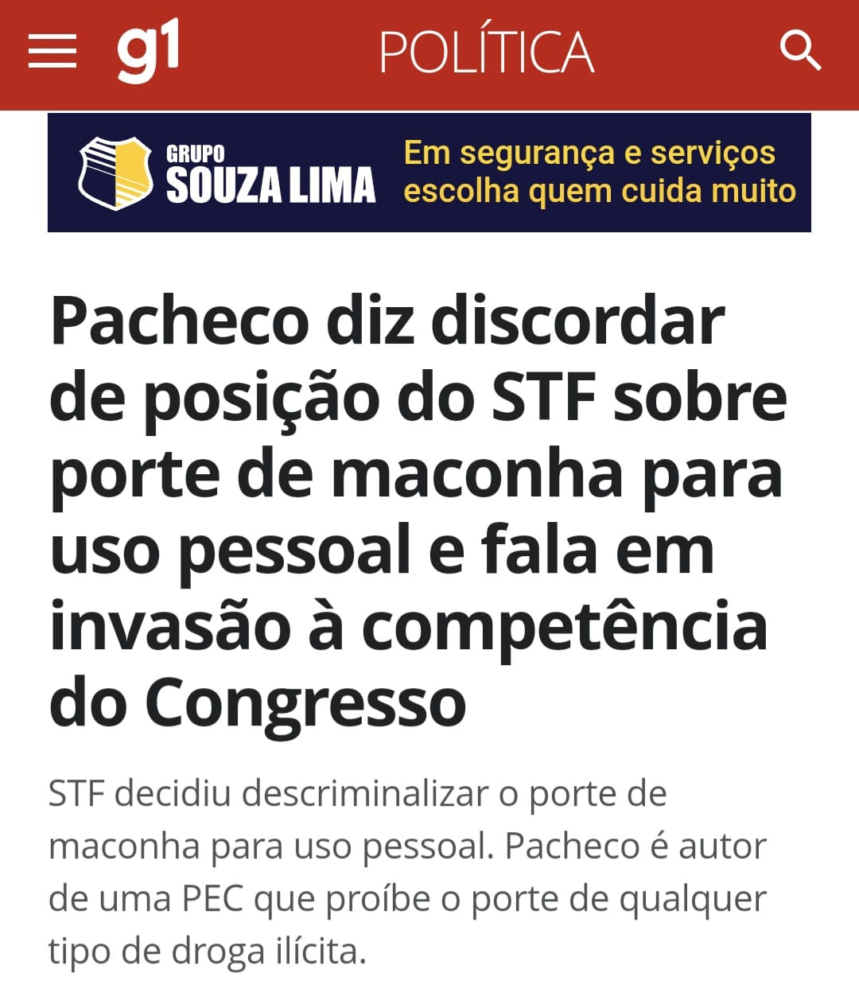 g1 POLÍTICA
GRUPO
SOUZA LIMA
Em segurança e serviços
escolha quem cuida muito
Pacheco diz discordar
de posição do STF sobre
porte de maconha para
uso pessoal e fala em
invasão à competência
do Congresso
STF decidiu descriminalizar o porte de
maconha para uso pessoal. Pacheco é autor
de uma PEC que proíbe o porte de qualquer
tipo de droga ilícita.